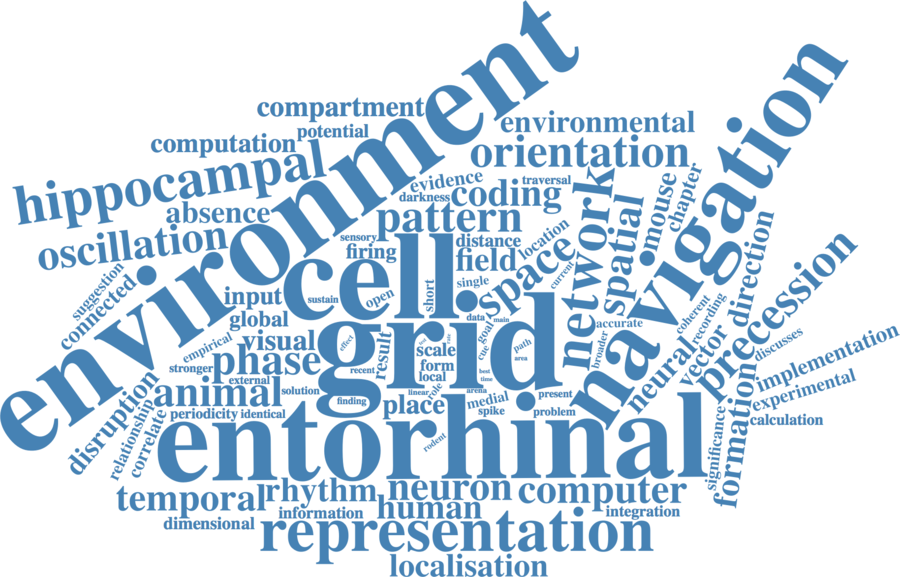 environment
compartment
potential
computation
environmental
orientation
hippocampal
absence
oscillation
evidence
darkness
traversal
coding
pattern
network
spatial
mouse
chapter
navigation
sensory
firing
distance
location
field
space
cell
grid
suggestion
connected
input
sustain
open
short
single
current
data
main
global
visual
empirical
phase
stronger
external
animal
solution
effect
recent
result
scale
form
local
goal
cue
path
area
best
time
accurate
broader
coherent
recording
neural
vector
direction
precession
discusses
implementation
experimental
calculation
formation
significance
disruption
relationship
correlate
periodicity
identical
finding
place
linear
role
arena
medial
spike
present
problem
rodent
entorhinal
temporal
rhythm
neuron
computer
dimensional
information
human
integration
representation
localisation